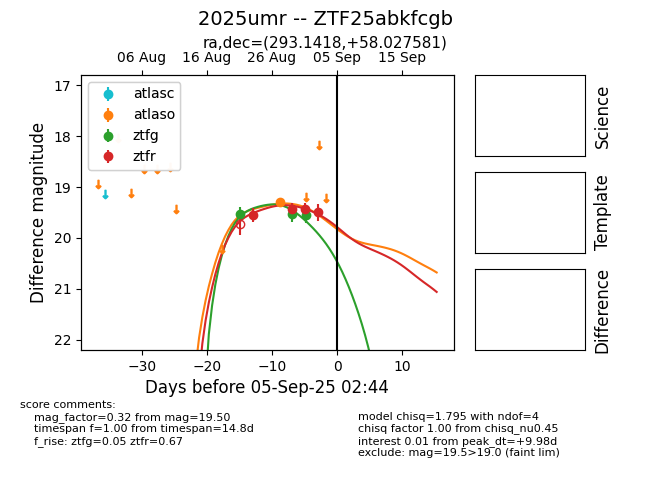 2025umr -- ZTF25abkfcgb
ra,dec=(293.1418,+58.027581)
06 Aug 16 Aug 26 Aug 05 Sep 15 Sep
atlasc
atlaso
ztfg
ztfr
17
18
19
20
21
22
Difference magnitude
−30 −20 −10 0 10
Days before 05-Sep-25 02:44
Science
Template
Difference
score comments:
mag_factor=0.32 from mag=19.50
timespan f=1.00 from timespan=14.8d
f_rise: ztfg=0.05 ztfr=0.67
model chisq=1.795 with ndof=4
chisq factor 1.00 from chisq_nu0.45
interest 0.01 from peak_dt=+9.98d
exclude: mag=19.5>19.0 (faint lim)